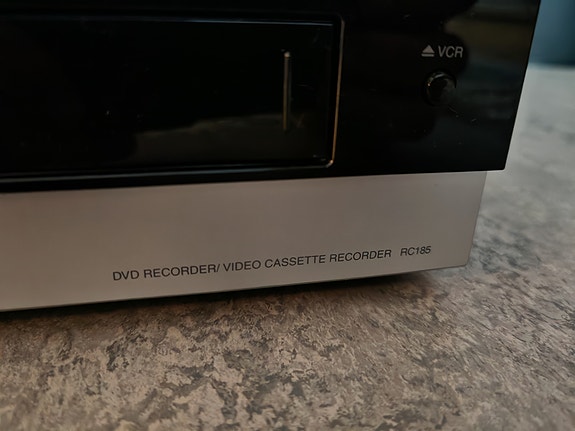 ⏏ VCR
DVD RECORDER/ VIDEO CASSETTE RECORDER RC185